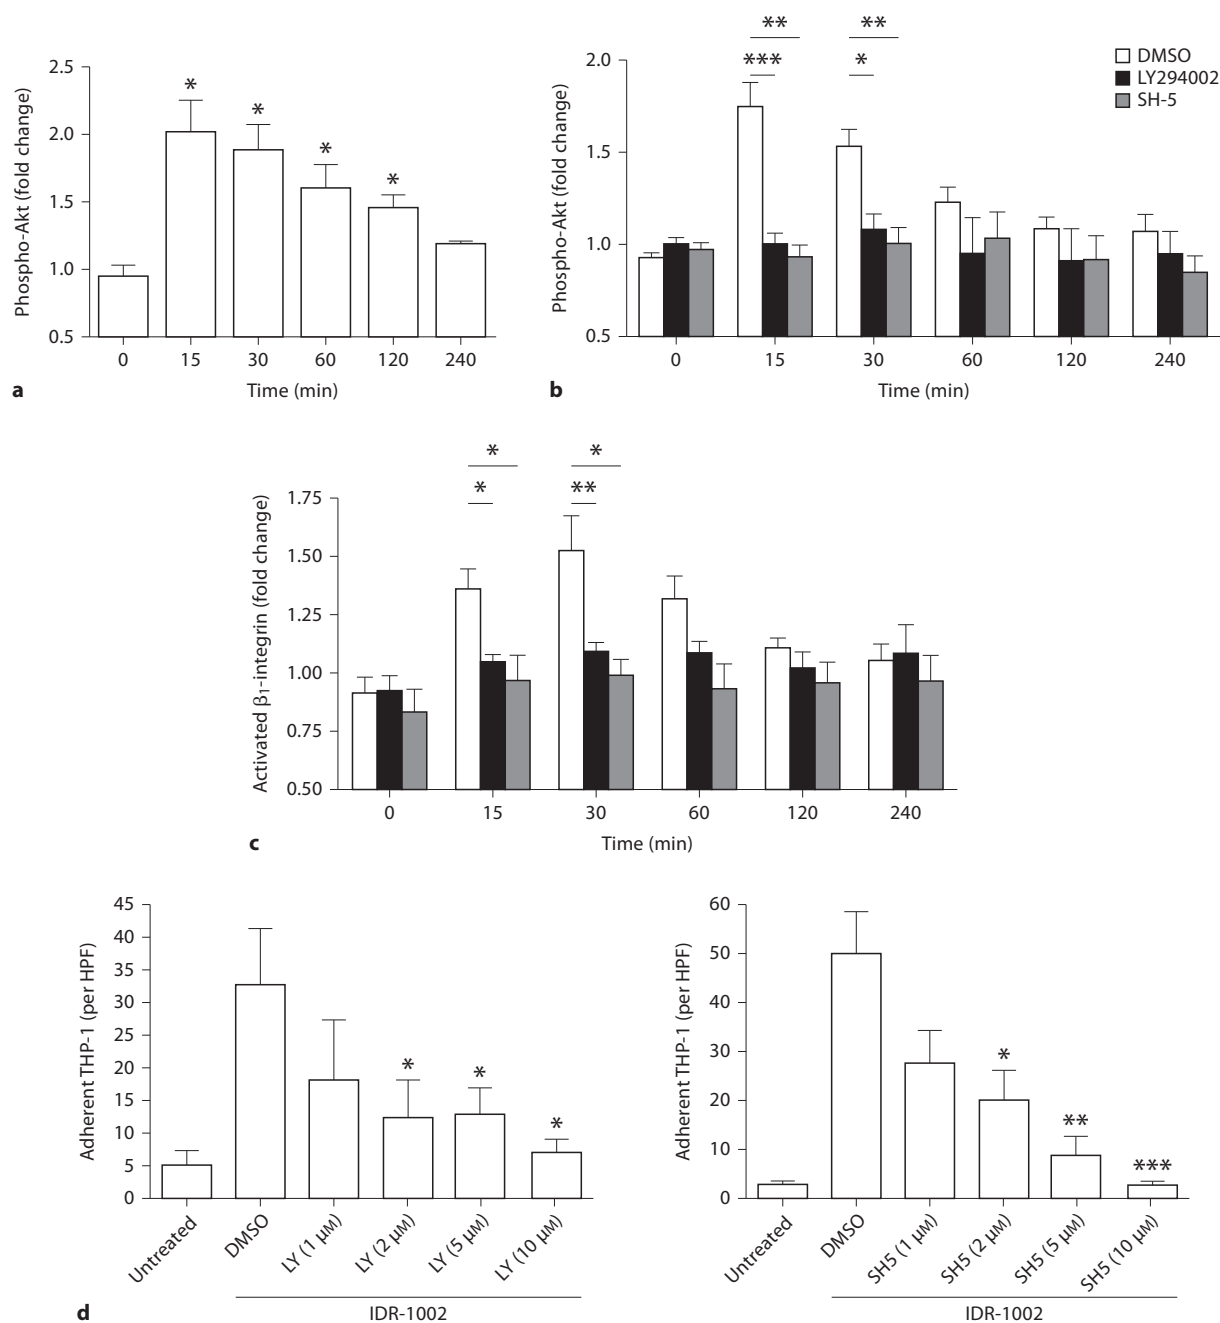 Phospho-Akt (fold change)
2.5
2.0
1.5
1.0
0.5
*
*
*
*
0 15 30 60 120 240
Time (min)
a
Phospho-Akt (fold change)
2.0
1.5
1.0
0.5
**
***
**
*
DMSO
LY294002
SH-5
0 15 30 60 120 240
Time (min)
b
Activated β1-integrin (fold change)
1.75
1.50
1.25
1.00
0.75
0.50
*
*
*
**
0 15 30 60 120 240
Time (min)
c
Adherent THP-1 (per HPF)
45
40
35
30
25
20
15
10
5
0
*
*
*
Untreated
DMSO
LY (1 μM)
LY (2 μM)
LY (5 μM)
LY (10 μM)
IDR-1002
Adherent THP-1 (per HPF)
60
50
40
30
20
10
0
*
**
***
Untreated
DMSO
SH5 (1 μM)
SH5 (2 μM)
SH5 (5 μM)
SH5 (10 μM)
IDR-1002
d